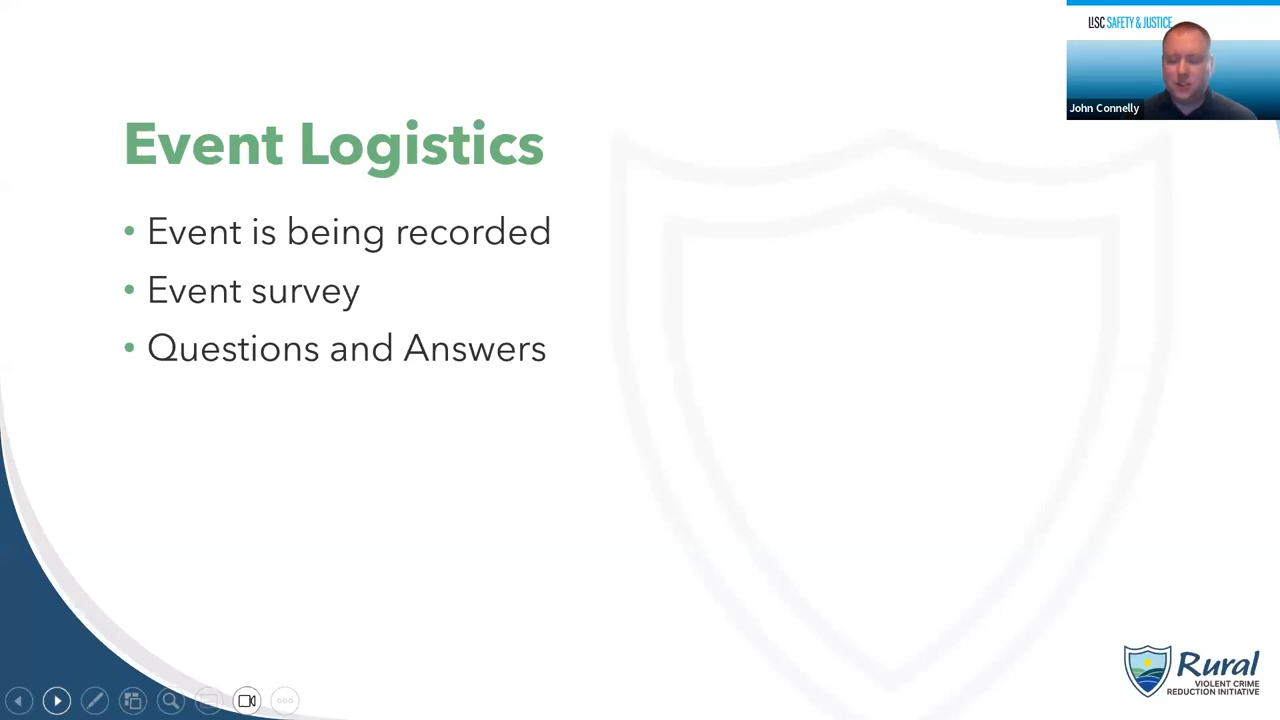 LISC SAFETY & JUSTICE
John Connelly
Event Logistics
• Event is being recorded
• Event survey
• Questions and Answers
Rural
VIOLENT CRIME
REDUCTION INITIATIVE